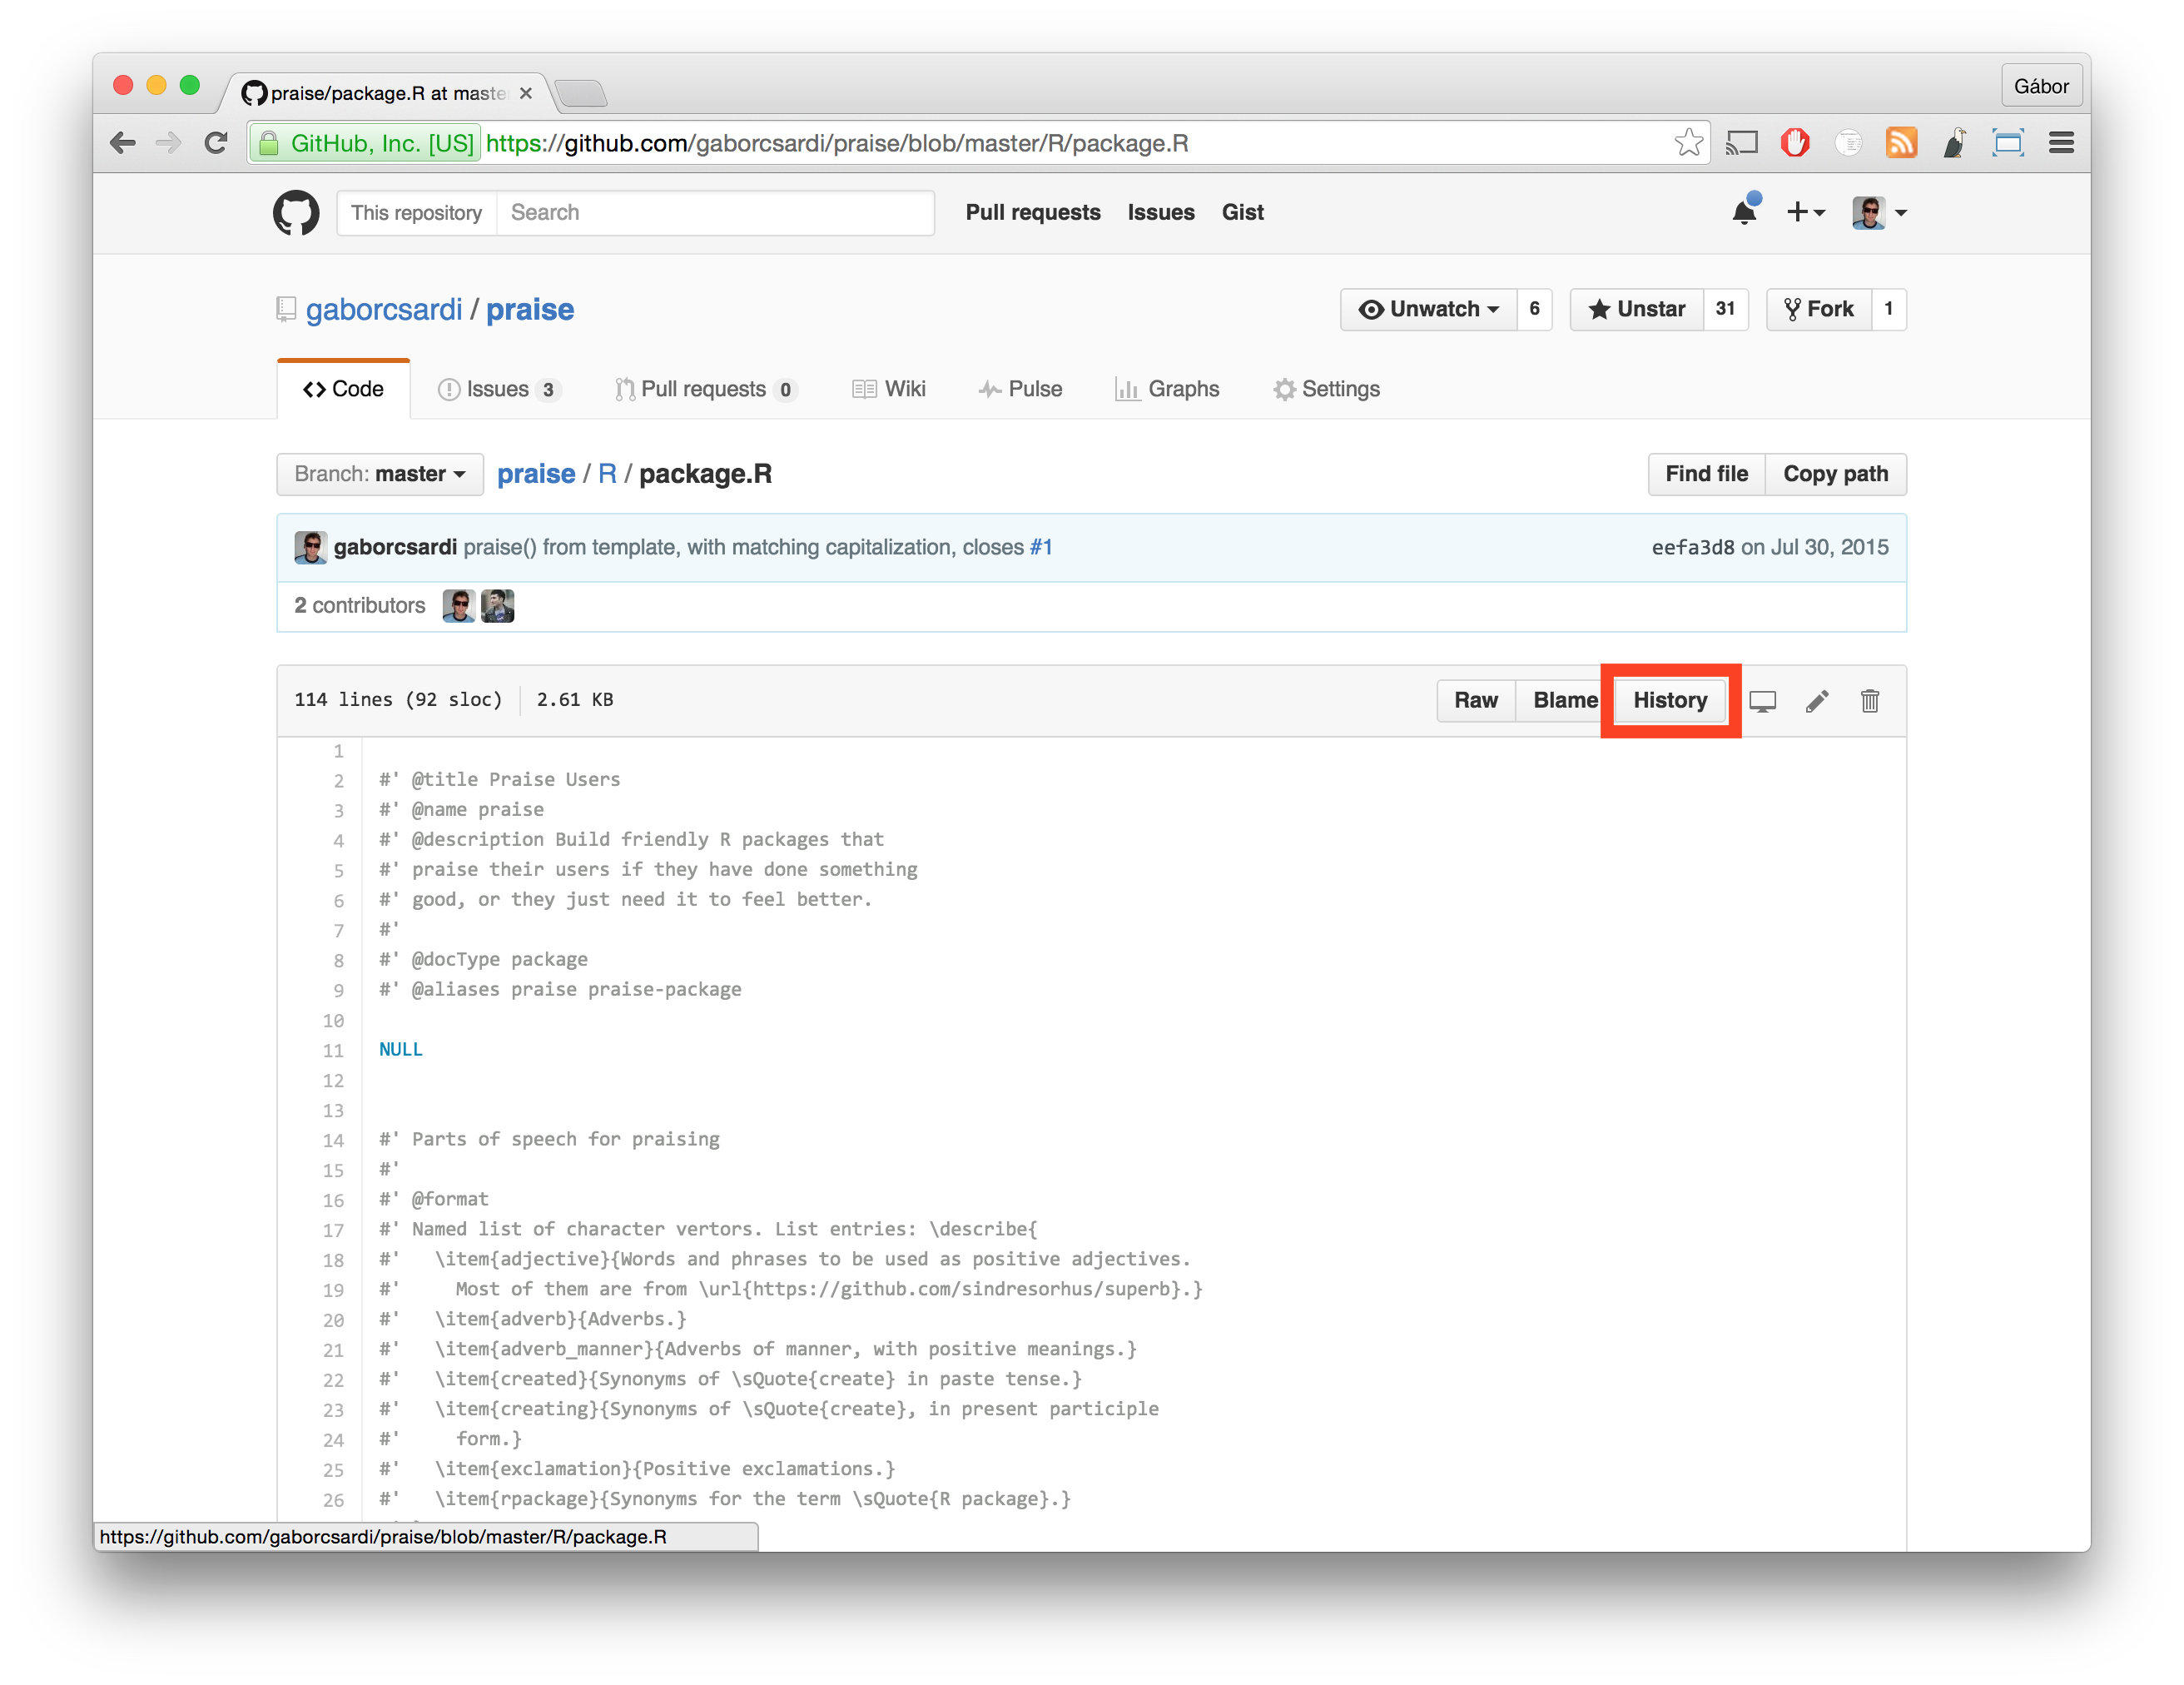 praise/package.R at maste
Gábor
GitHub, Inc. [US] https://github.com/gaborcsardi/praise/blob/master/R/package.R
This repository Search Pull requests Issues Gist
gaborcsardi / praise Unwatch 6 Unstar 31 Fork 1
Code Issues 3 Pull requests 0 Wiki Pulse Graphs Settings
Branch: master praise / R / package.R Find file Copy path
gaborcsardi praise() from template, with matching capitalization, closes #1 eefa3d8 on Jul 30, 2015
2 contributors
114 lines (92 sloc) 2.61 KB Raw Blame History
1
2 #' @title Praise Users
3 #' @name praise
4 #' @description Build friendly R packages that
5 #' praise their users if they have done something
6 #' good, or they just need it to feel better.
7 #'
8 #' @docType package
9 #' @aliases praise praise-package
10
11 NULL
12
13
14 #' Parts of speech for praising
15 #'
16 #' @format
17 #' Named list of character vertors. List entries: \describe{
18 #' \item{adjective}{Words and phrases to be used as positive adjectives.
19 #' Most of them are from \url{https://github.com/sindresorhus/superb}.}
20 #' \item{adverb}{Adverbs.}
21 #' \item{adverb_manner}{Adverbs of manner, with positive meanings.}
22 #' \item{created}{Synonyms of \sQuote{create} in paste tense.}
23 #' \item{creating}{Synonyms of \sQuote{create}, in present participle
24 #' form.}
25 #' \item{exclamation}{Positive exclamations.}
26 #' \item{rpackage}{Synonyms for the term \sQuote{R package}.}
https://github.com/gaborcsardi/praise/blob/master/R/package.R